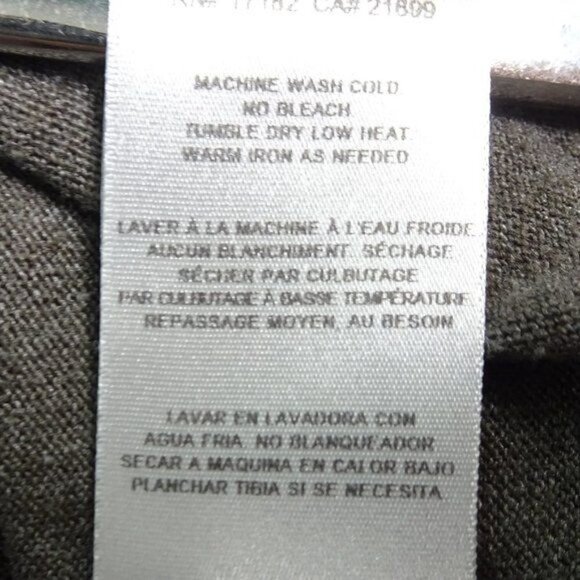 RN# 17182 CA# 21809
MACHINE WASH COLD
NO BLEACH
TUMBLE DRY LOW HEAT
WARM IRON AS NEEDED
LAVER À LA MACHINE À L'EAU FROIDE
AUCUN BLANCHIMENT. SÉCHAGE
SÉCHER PAR CULBUTAGE
PAR CULBUTAGE À BASSE TEMPÉRATURE
REPASSAGE MOYEN, AU BESOIN
LAVAR EN LAVADORA CON
AGUA FRIA. NO BLANQUEADOR
SECAR A MAQUINA EN CALOR BAJO
PLANCHAR TIBIA SI SE NECESITA